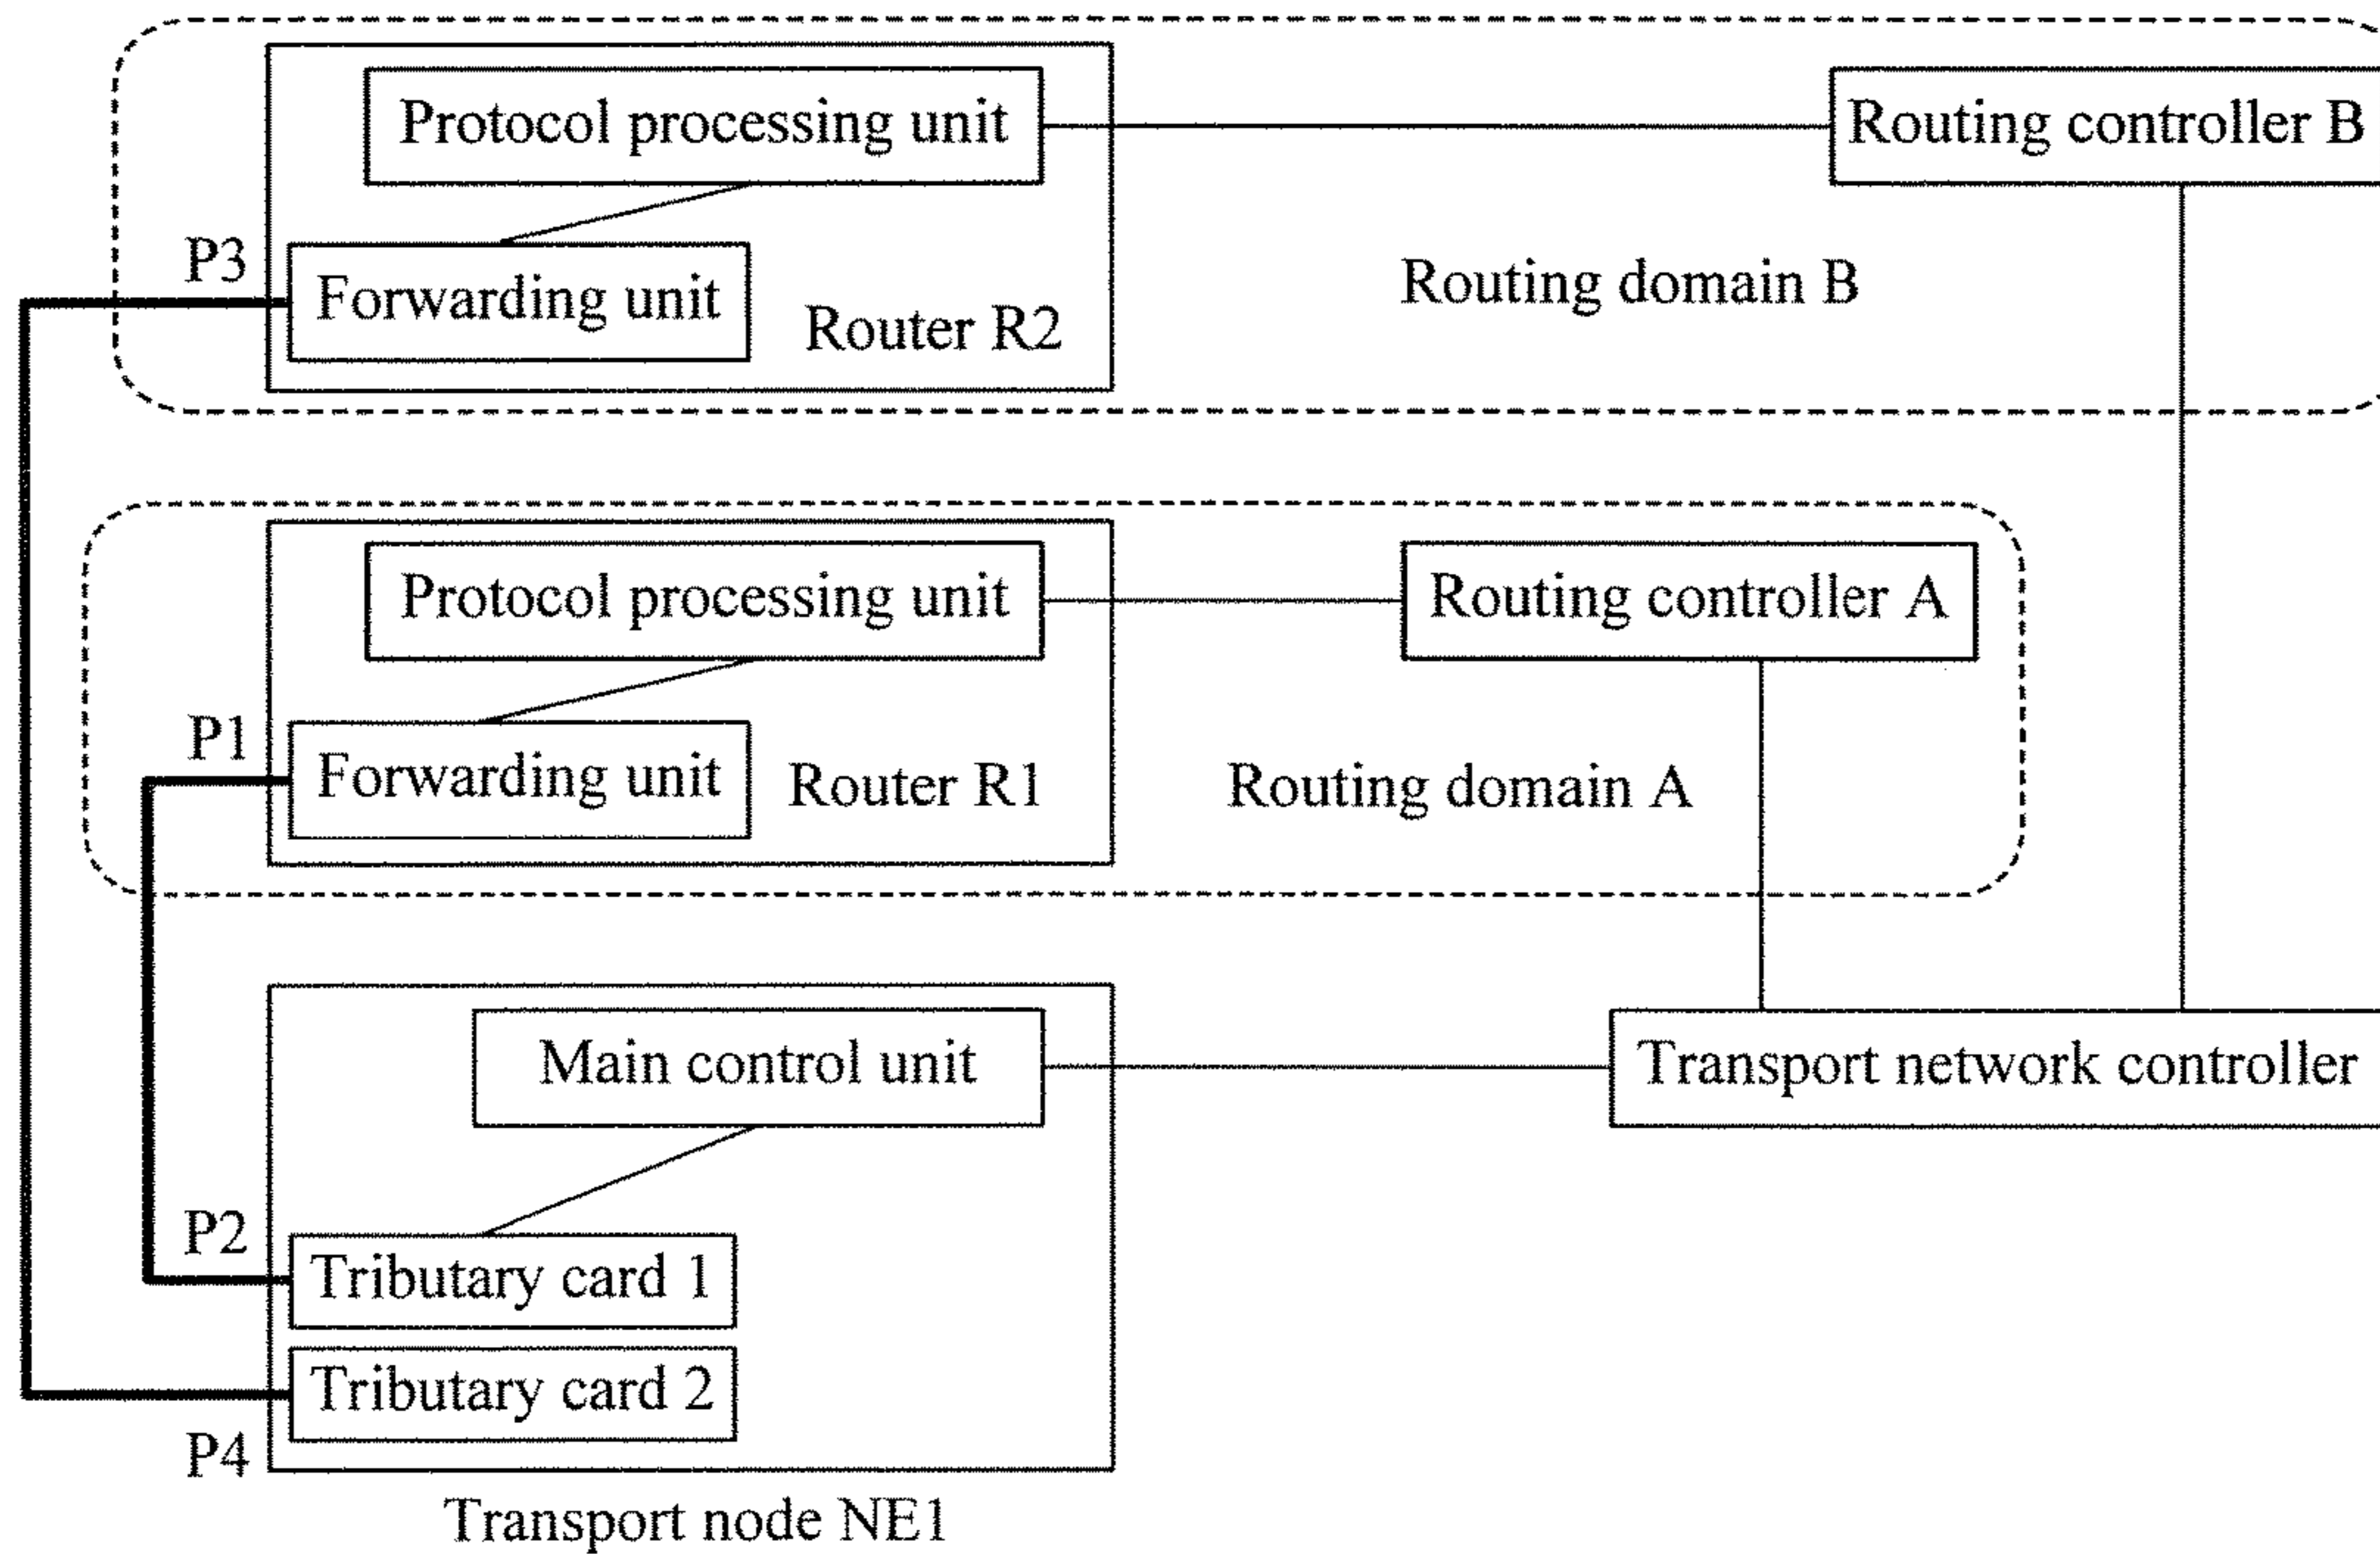 Protocol processing unit
Routing controller B
P3
Forwarding unit
Router R2
Routing domain B
Protocol processing unit
Routing controller A
P1
Forwarding unit
Router R1
Routing domain A
Main control unit
Transport network controller
P2
Tributary card 1
Tributary card 2
P4
Transport node NE1